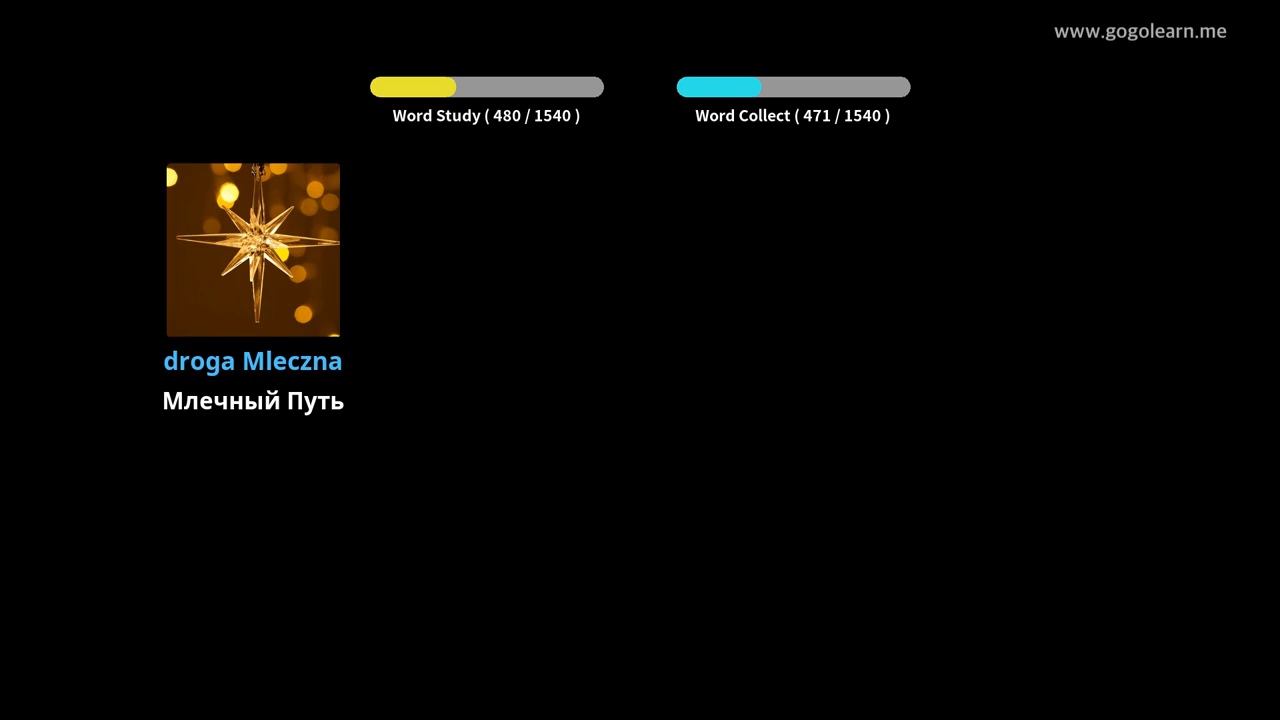 www.gogolearn.me
Word Study ( 480 / 1540 )
Word Collect ( 471 / 1540 )
droga Mleczna
Млечный Путь